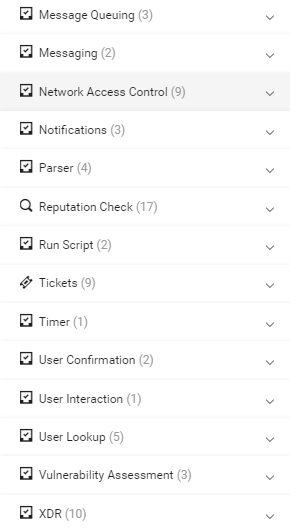 Message Queuing (3)
Messaging (2)
Network Access Control (9)
Notifications (3)
Parser (4)
Reputation Check (17)
Run Script (2)
Tickets (9)
Timer (1)
User Confirmation (2)
User Interaction (1)
User Lookup (5)
Vulnerability Assessment (3)
XDR (10)